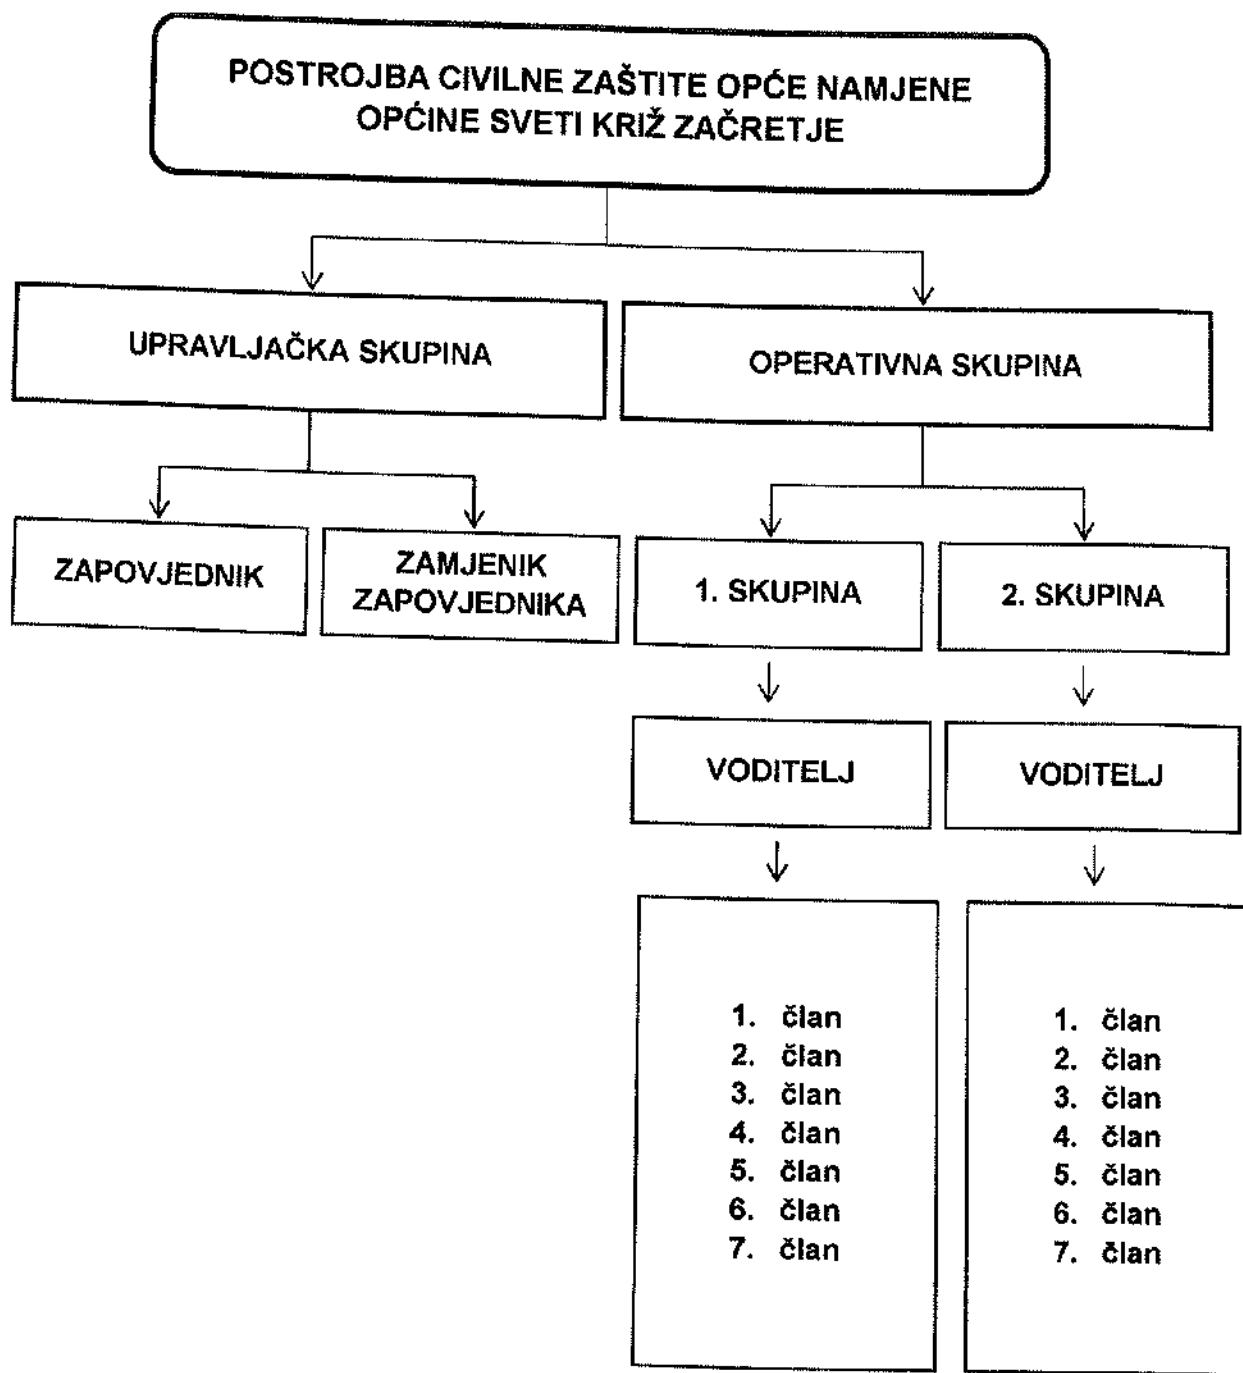 POSTROJBA CIVILNE ZAŠTITE OPĆE NAMJENE
OPĆINE SVETI KRIŽ ZAČRETJE
UPRAVLJAČKA SKUPINA
OPERATIVNA SKUPINA
ZAPOVJEDNIK
ZAMJENIK
ZAPOVJEDNIKA
1. SKUPINA
2. SKUPINA
VODITELJ
VODITELJ
1. član
2. član
3. član
4. član
5. član
6. član
7. član
1. član
2. član
3. član
4. član
5. član
6. član
7. član